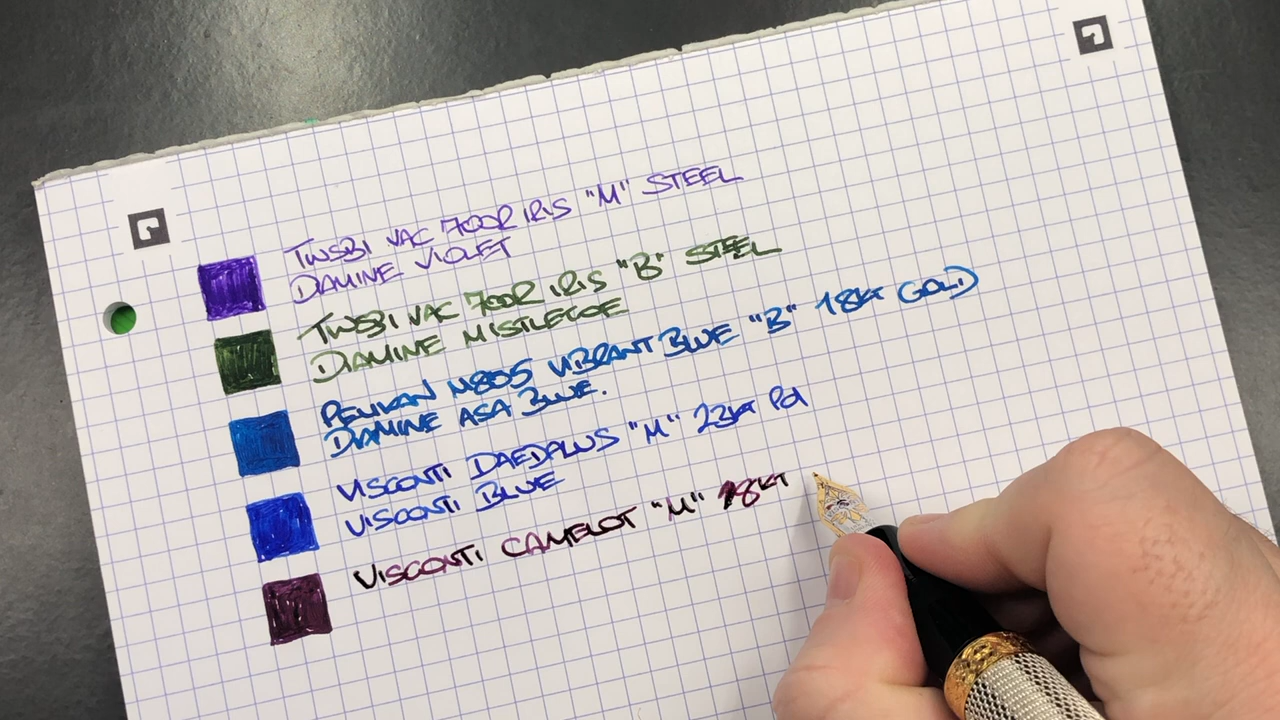 TWSBI VAC 700R IRIS "M" STEEL
DIAMINE VIOLET
TWSBI VAC 700R IRIS "B" STEEL
DIAMINE MISTLETOE
PELIKAN M805 VIBRANT BLUE "B" 18KT GOLD
DIAMINE ASA BLUE.
VISCONTI DAEDALUS "M" 23KT Pd
VISCONTI BLUE
VISCONTI CAMELOT "M" 18KT